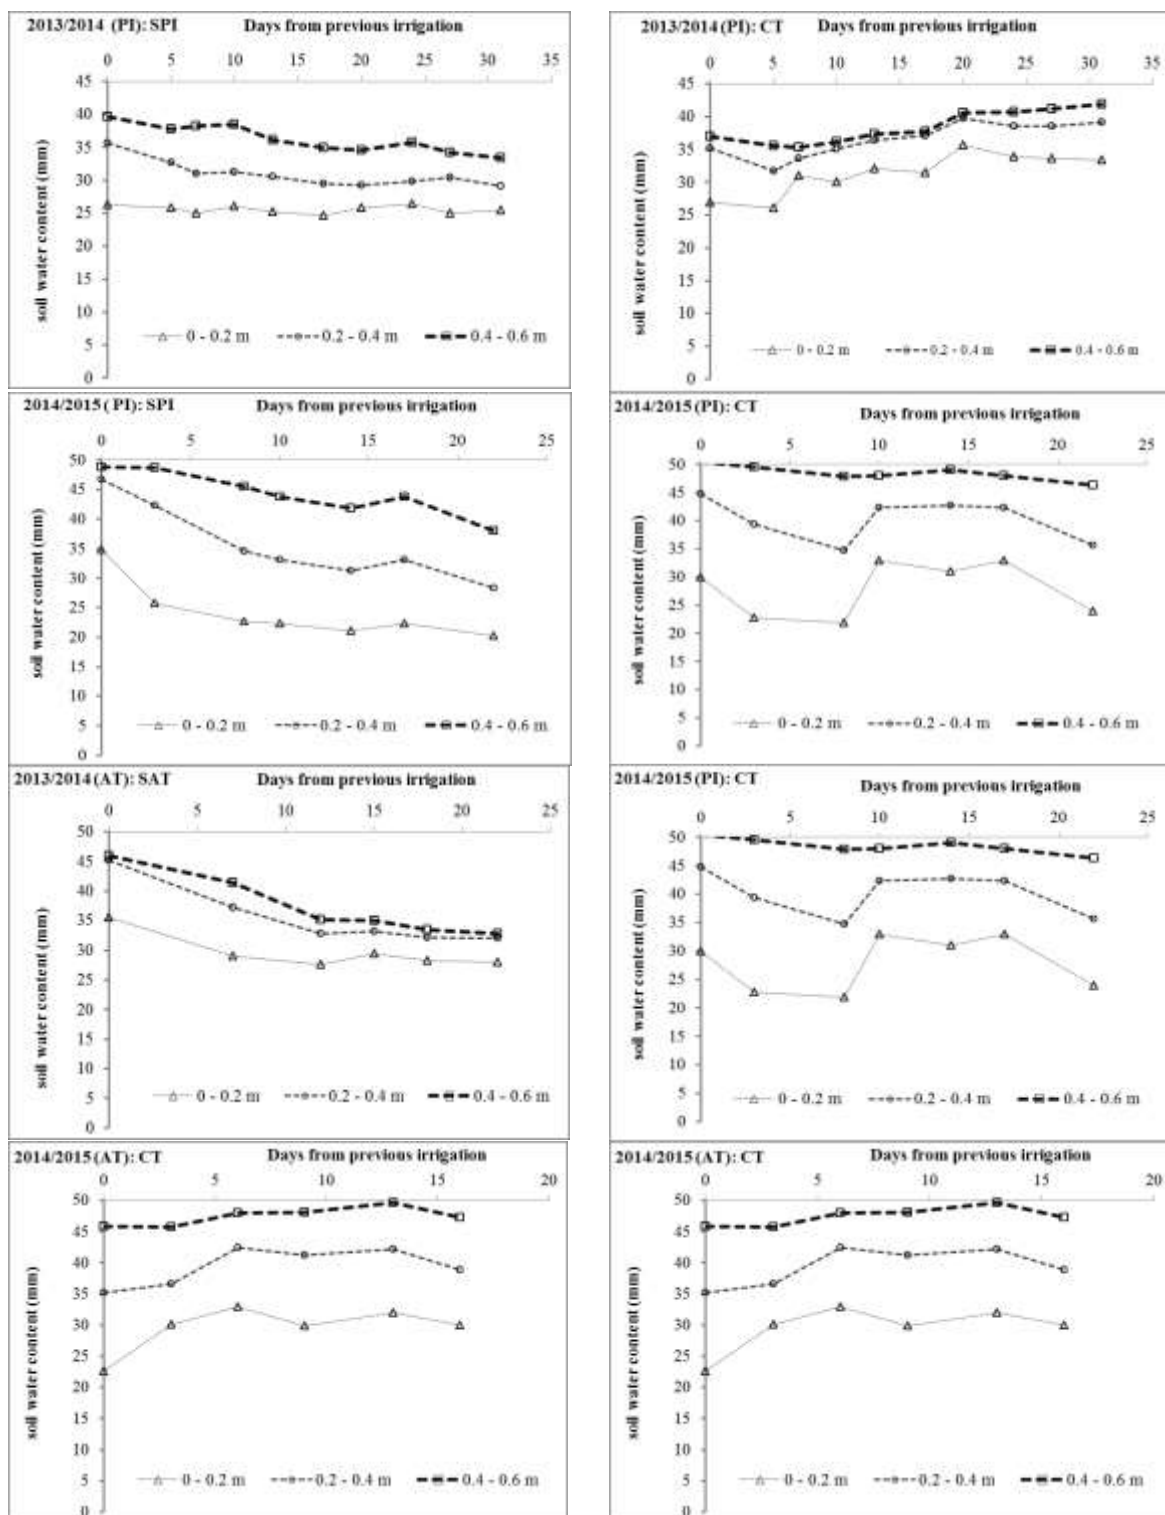 2013/2014 (PI): SPI Days from previous irrigation
0 5 10 15 20 25 30 35
45
40
35
30
25
20
15
10
5
0
soil water content (mm)
0 - 0.2 m 0.2 - 0.4 m 0.4 - 0.6 m
2013/2014 (PI): CT Days from previous irrigation
0 5 10 15 20 25 30 35
45
40
35
30
25
20
15
10
5
0
soil water content (mm)
0 - 0.2 m 0.2 - 0.4 m 0.4 - 0.6 m
2014/2015 ( PI): SPI Days from previous irrigation
0 5 10 15 20 25
50
45
40
35
30
25
20
15
10
5
0
soil water content (mm)
0 - 0.2 m 0.2 - 0.4 m 0.4 - 0.6 m
2014/2015 (PI): CT Days from previous irrigation
0 5 10 15 20 25
50
45
40
35
30
25
20
15
10
5
0
soil water content (mm)
0 - 0.2 m 0.2 - 0.4 m 0.4 - 0.6 m
2013/2014 (AT): SAT Days from previous irrigation
0 5 10 15 20 25
50
45
40
35
30
25
20
15
10
5
0
soil water content (mm)
0 - 0.2 m 0.2 - 0.4 m 0.4 - 0.6 m
2014/2015 (PI): CT Days from previous irrigation
0 5 10 15 20 25
50
45
40
35
30
25
20
15
10
5
0
soil water content (mm)
0 - 0.2 m 0.2 - 0.4 m 0.4 - 0.6 m
2014/2015 (AT): CT Days from previous irrigation
0 5 10 15 20
50
45
40
35
30
25
20
15
10
5
0
soil water content (mm)
0 - 0.2 m 0.2 - 0.4 m 0.4 - 0.6 m
2014/2015 (AT): CT Days from previous irrigation
0 5 10 15 20
50
45
40
35
30
25
20
15
10
5
0
soil water content (mm)
0 - 0.2 m 0.2 - 0.4 m 0.4 - 0.6 m